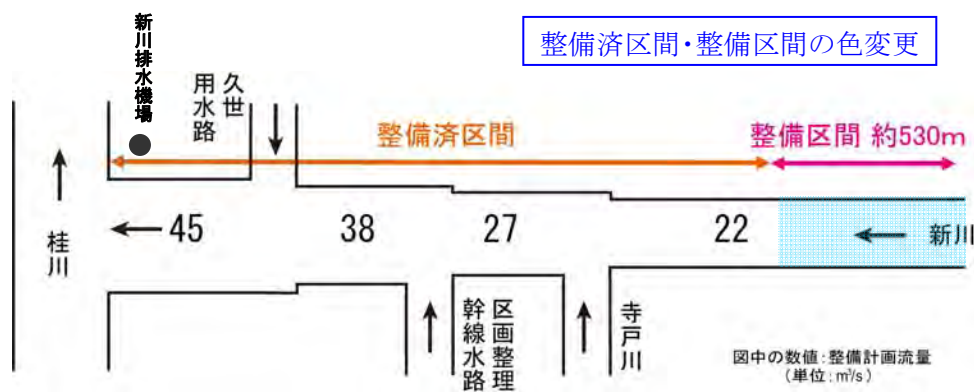 整備済区間・整備区間の色変更
新川排水機場
久世
用水路
整備済区間
整備区間 約530m
桂川
45
38
27
22
新川
区画整理
幹線水路
寺戸川
図中の数値：整備計画流量
（単位：㎥/s）